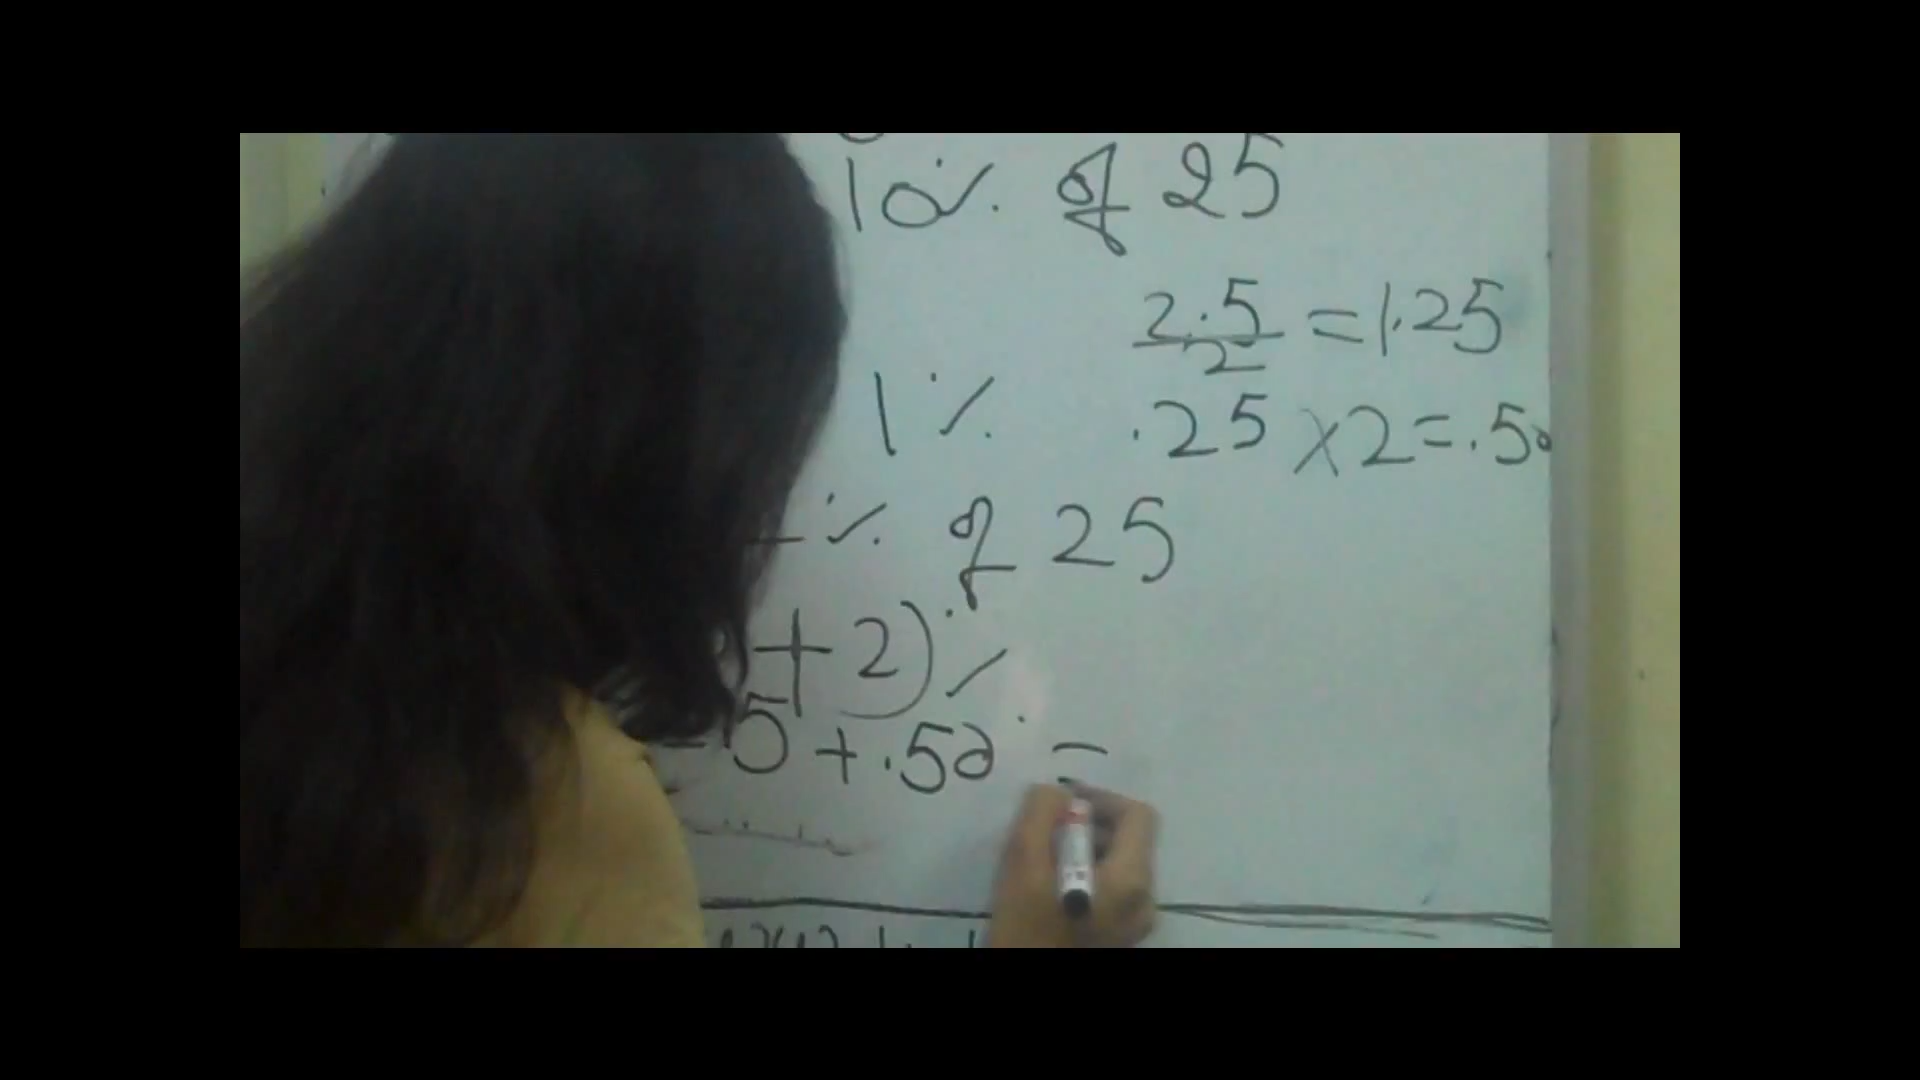 10% of 25
2.5/2 = 1.25
1% .25 × 2 = .50
% of 25
+ 2)%
5 + .50 =